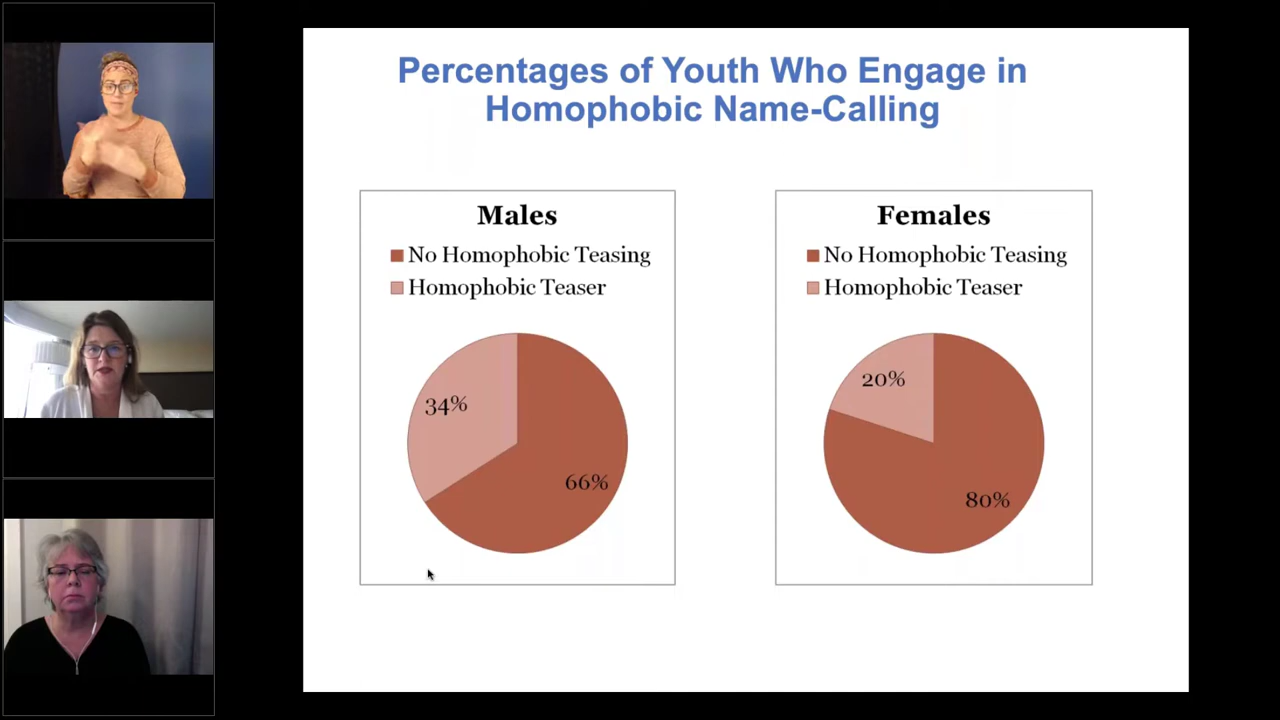 Percentages of Youth Who Engage in
Homophobic Name-Calling
Males
No Homophobic Teasing
Homophobic Teaser
34%
66%
Females
No Homophobic Teasing
Homophobic Teaser
20%
80%